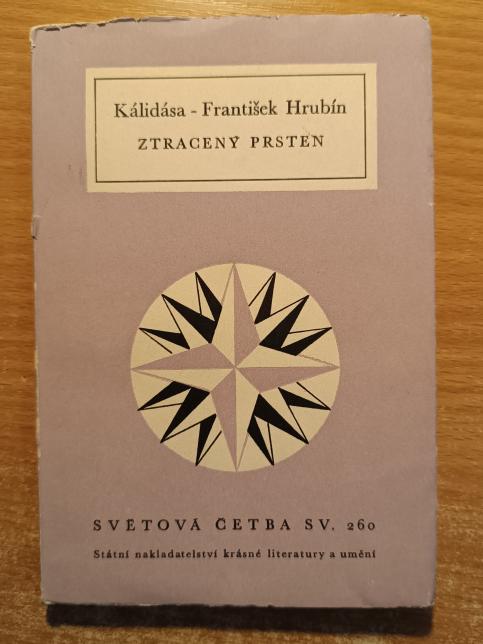 Kálidása - František Hrubín
ZTRACENÝ PRSTEN
SVĚTOVÁ ČETBA SV. 260
Státní nakladatelství krásné literatury a umění